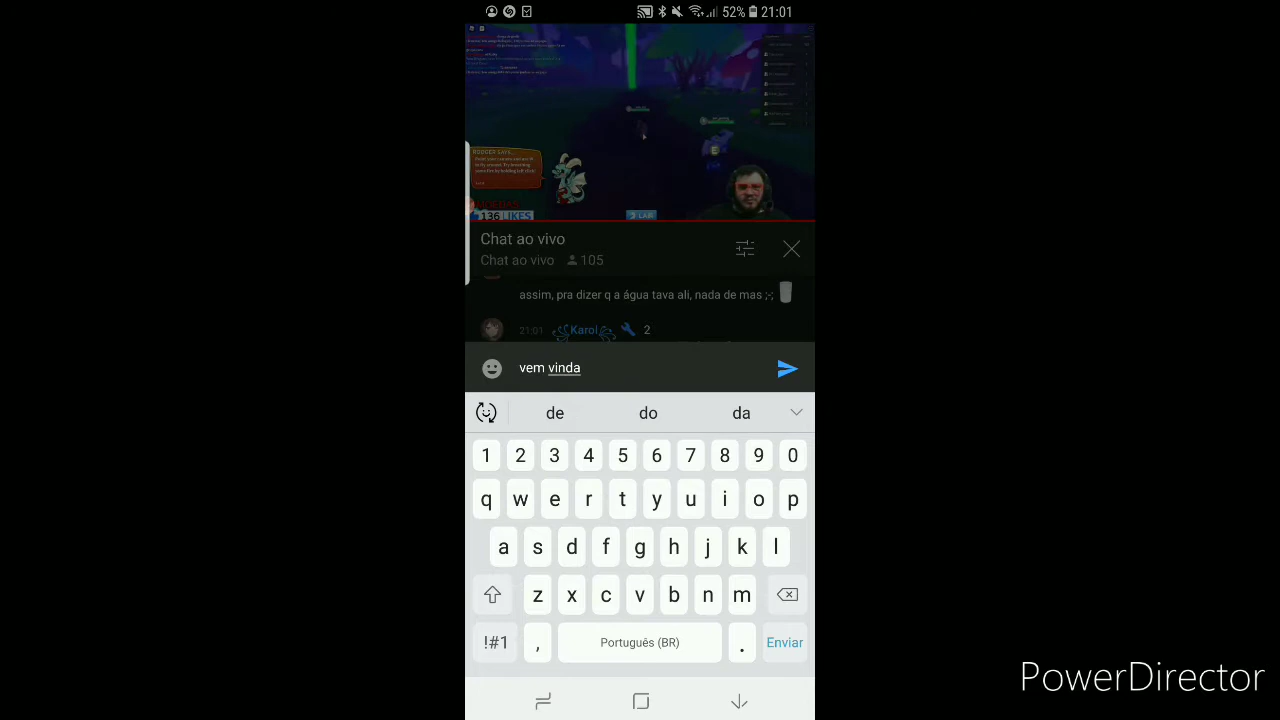 52% 21:01
136 LIKES
Chat ao vivo
Chat ao vivo 105
assim, pra dizer q a água tava ali, nada de mas ;-;
21:01 Karol 2
vem vinda
de do da
1 2 3 4 5 6 7 8 9 0
q w e r t y u i o p
a s d f g h j k l
z x c v b n m
!#1 , Português (BR) . Enviar
PowerDirector